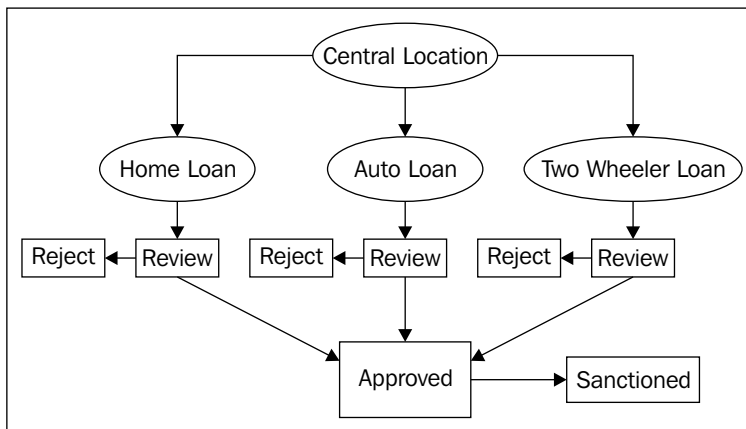 Central Location
Home Loan
Auto Loan
Two Wheeler Loan
Reject
Review
Reject
Review
Reject
Review
Approved
Sanctioned